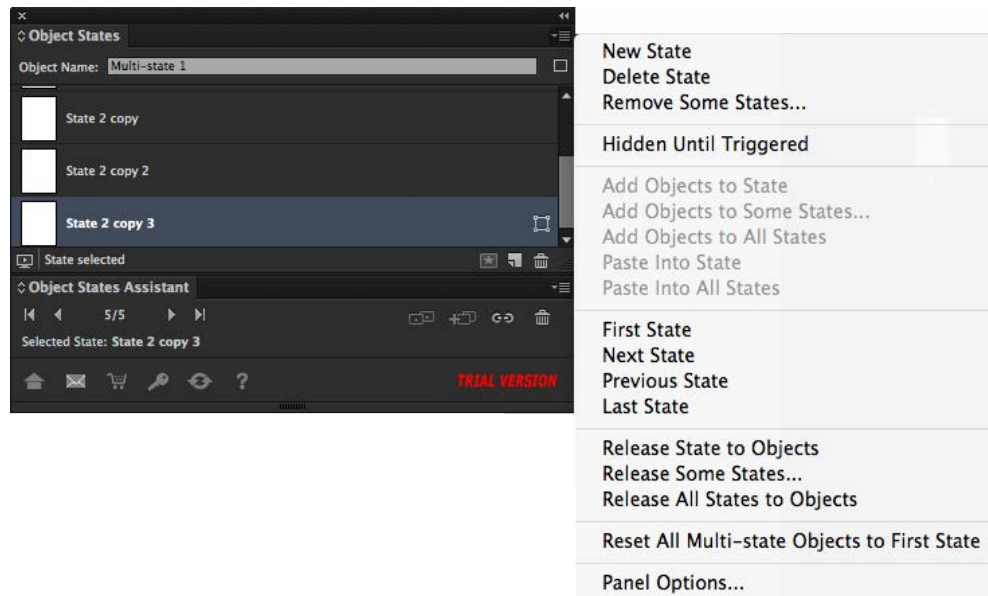 Object States
Object Name: Multi-state 1
State 2 copy
State 2 copy 2
State 2 copy 3
State selected
Object States Assistant
5/5
Selected State: State 2 copy 3
?
TRIAL VERSION
New State
Delete State
Remove Some States...
Hidden Until Triggered
Add Objects to State
Add Objects to Some States...
Add Objects to All States
Paste Into State
Paste Into All States
First State
Next State
Previous State
Last State
Release State to Objects
Release Some States...
Release All States to Objects
Reset All Multi-state Objects to First State
Panel Options...